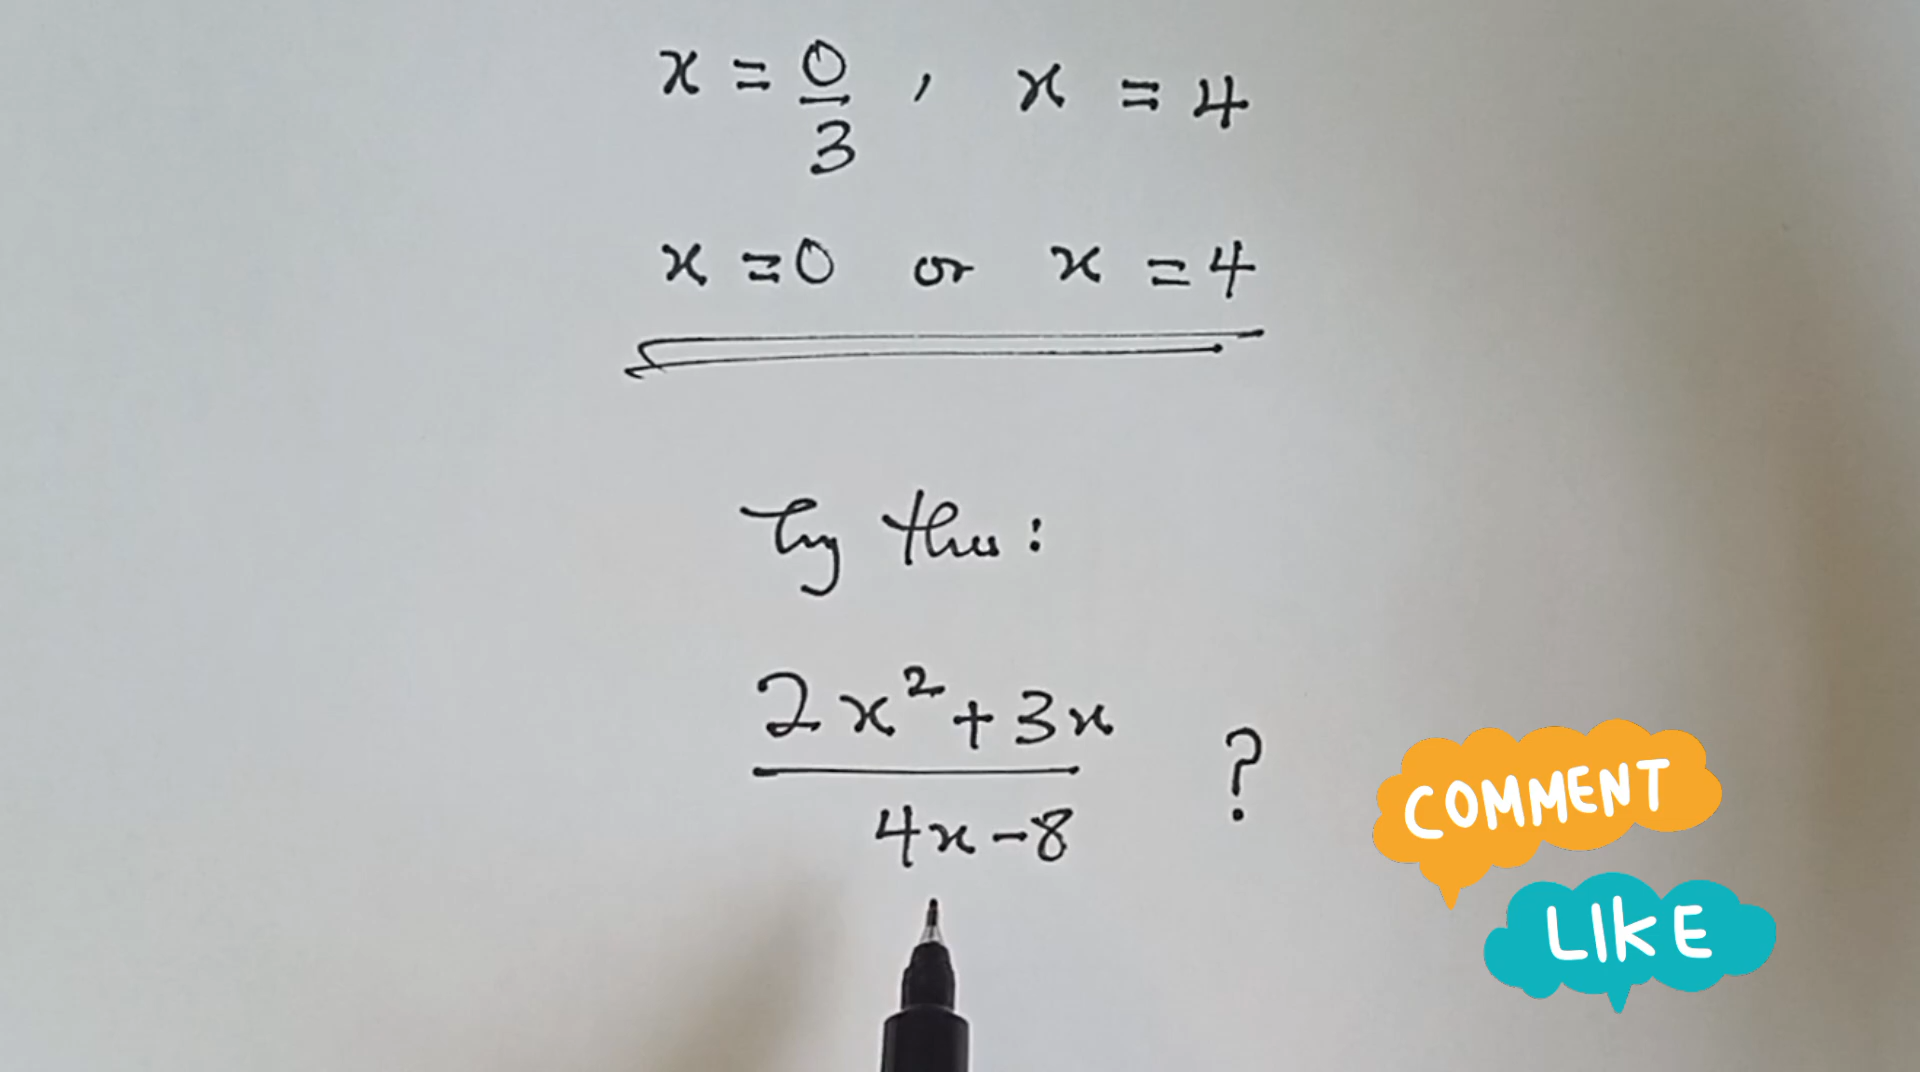 x = 0/3 , x = 4
x = 0 or x = 4
Try this:
2x² + 3x
4x - 8
?
COMMENT
LIKE